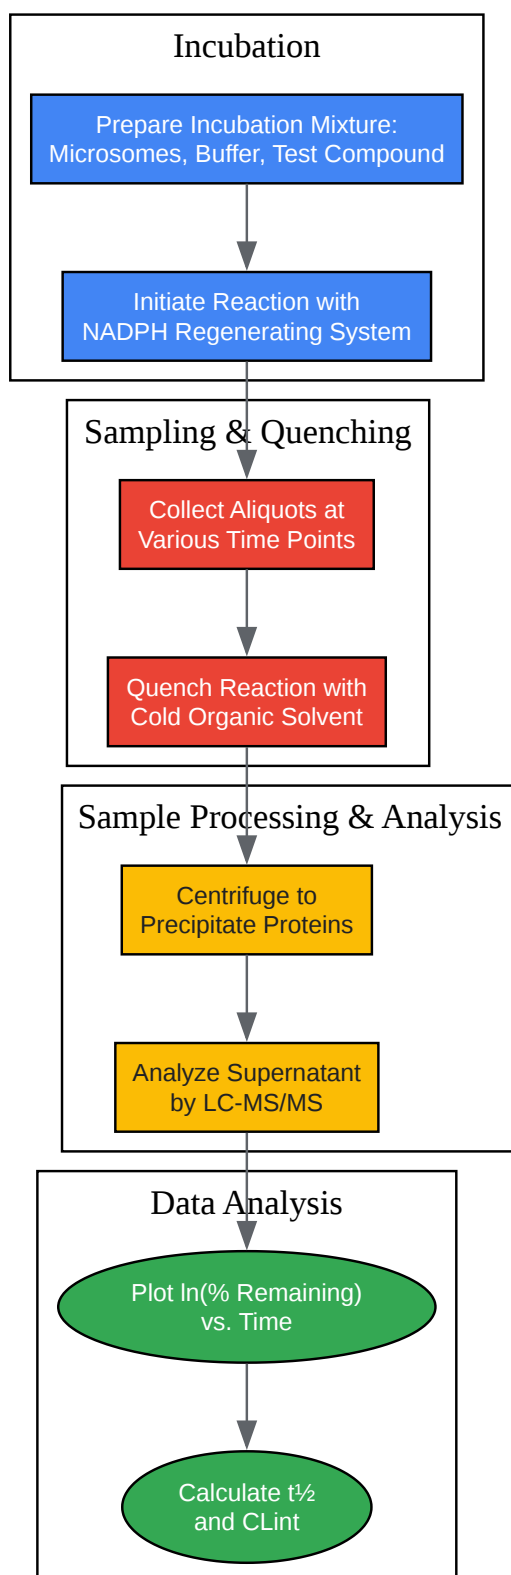 Incubation
Prepare Incubation Mixture:
Microsomes, Buffer, Test Compound
Initiate Reaction with
NADPH Regenerating System
Sampling & Quenching
Collect Aliquots at
Various Time Points
Quench Reaction with
Cold Organic Solvent
Sample Processing & Analysis
Centrifuge to
Precipitate Proteins
Analyze Supernatant
by LC-MS/MS
Data Analysis
Plot ln(% Remaining)
vs. Time
Calculate t½
and CLint